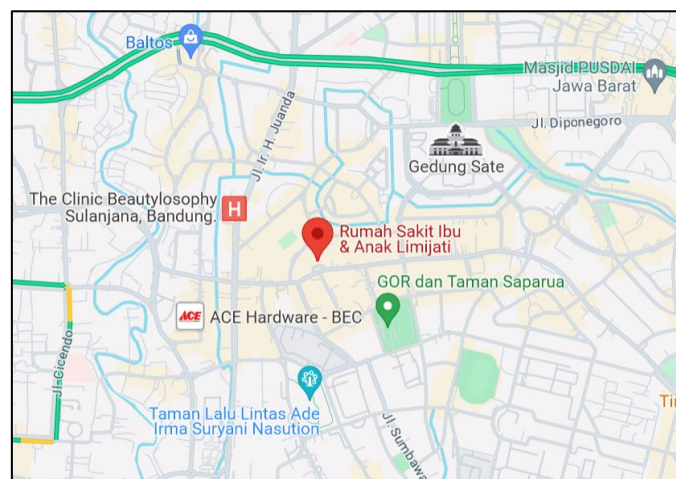 Baltos
Masjid PUSDAI
Jawa Barat
Jl. Ir. H. Juanda
Jl. Diponegoro
Gedung Sate
The Clinic Beautylosophy
Sulanjana, Bandung.
H
Rumah Sakit Ibu
& Anak Limijati
GOR dan Taman Saparua
ACE
ACE Hardware - BEC
Jl. Cicendo
Taman Lalu Lintas Ade
Irma Suryani Nasution
Jl. Sumbawa
Tir